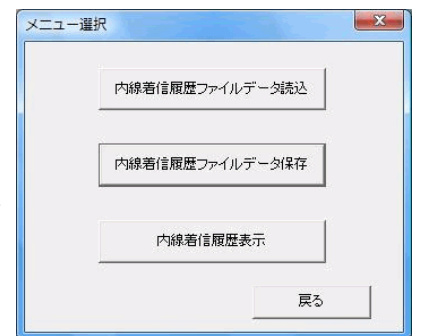 メニュー選択
内線着信履歴ファイルデータ読込
内線着信履歴ファイルデータ保存
内線着信履歴表示
戻る